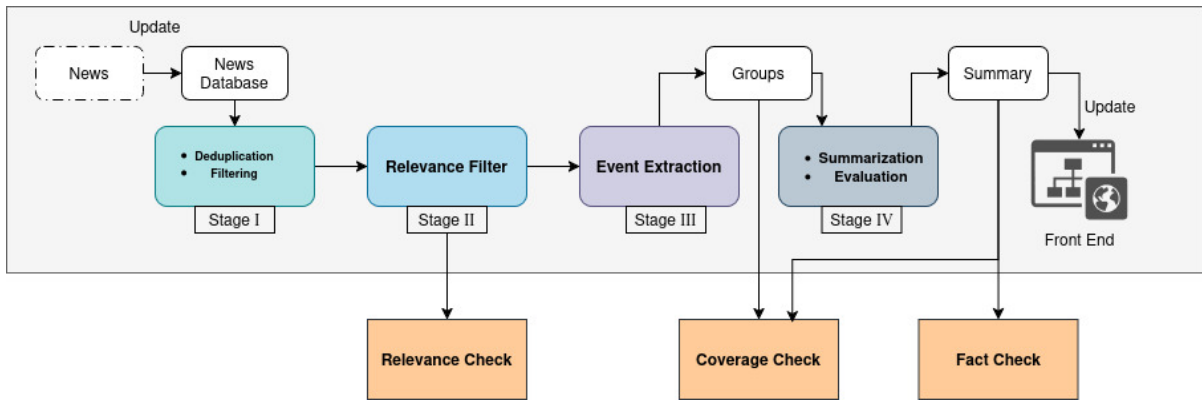 Update
News
News
Database
Groups
Summary
Update
• Deduplication
• Filtering
Relevance Filter
Event Extraction
• Summarization
• Evaluation
Stage I
Stage II
Stage III
Stage IV
Front End
Relevance Check
Coverage Check
Fact Check